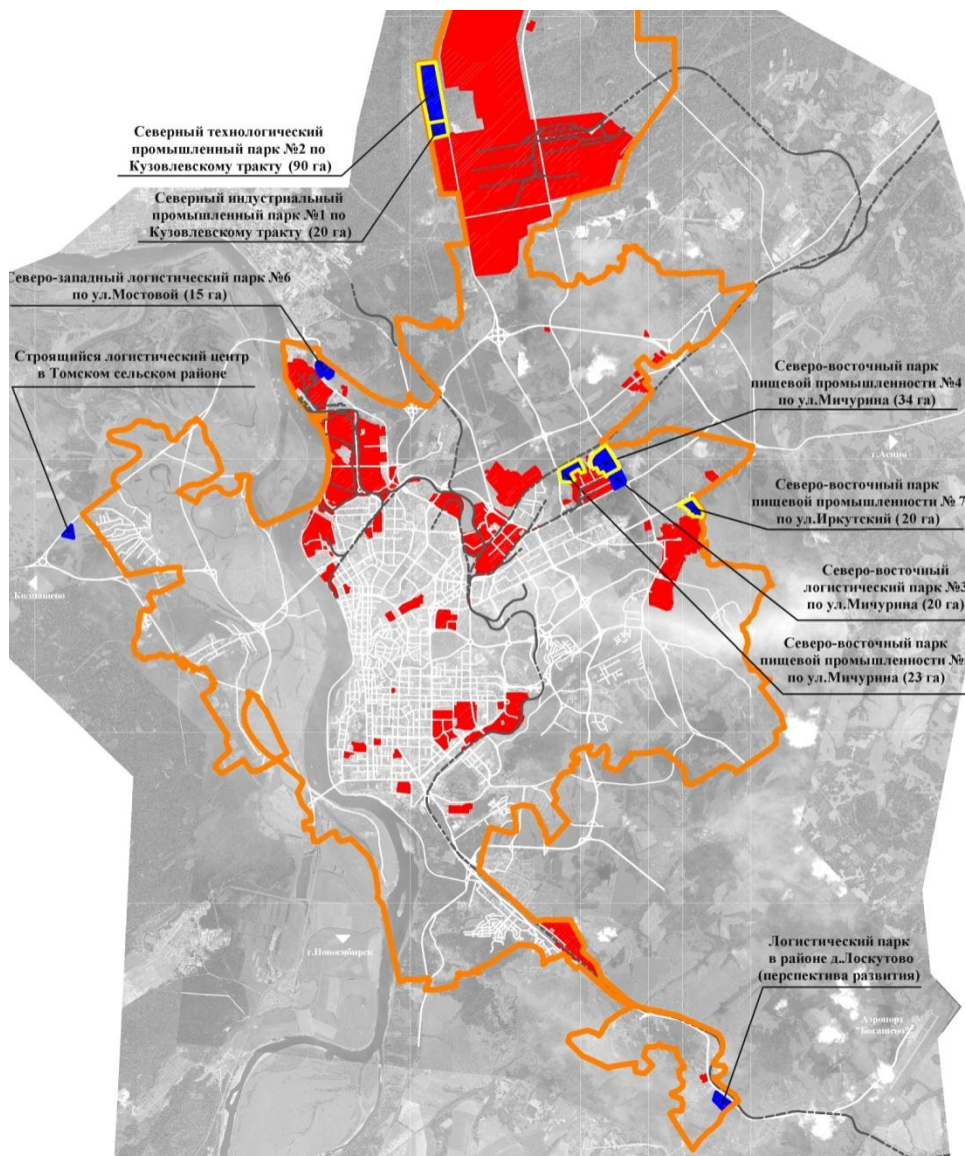 Северный технологический
промышленный парк №2 по
Кузовлевскому тракту (90 га)
Северный индустриальный
промышленный парк №1 по
Кузовлевскому тракту (20 га)
Северо-западный логистический парк №6
по ул.Мостовой (15 га)
Строящийся логистический центр
в Томском сельском районе
Северо-восточный парк
пищевой промышленности №4
по ул.Мичурина (34 га)
г.Асино
Северо-восточный парк
пищевой промышленности № 7
по ул.Иркутский (20 га)
Северо-восточный
логистический парк №3
по ул.Мичурина (20 га)
Колпашево
Северо-восточный парк
пищевой промышленности №
по ул.Мичурина (23 га)
г.Новосибирск
Логистический парк
в районе д.Лоскутово
(перспектива развития)
Аэропорт
"Богашево"